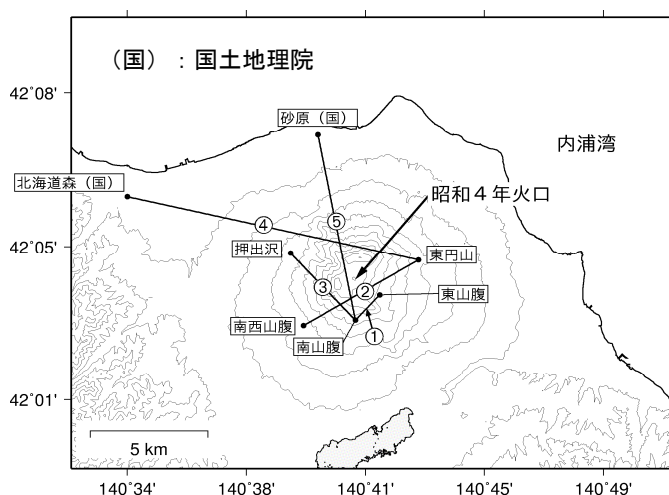 （国）：国土地理院
42˚08'
砂原（国）
内浦湾
北海道森（国）
昭和４年火口
⑤
④
42˚05'
押出沢
東円山
③
②
東山腹
南西山腹
南山腹
①
42˚01'
5 km
140˚34'
140˚38'
140˚41'
140˚45'
140˚49'